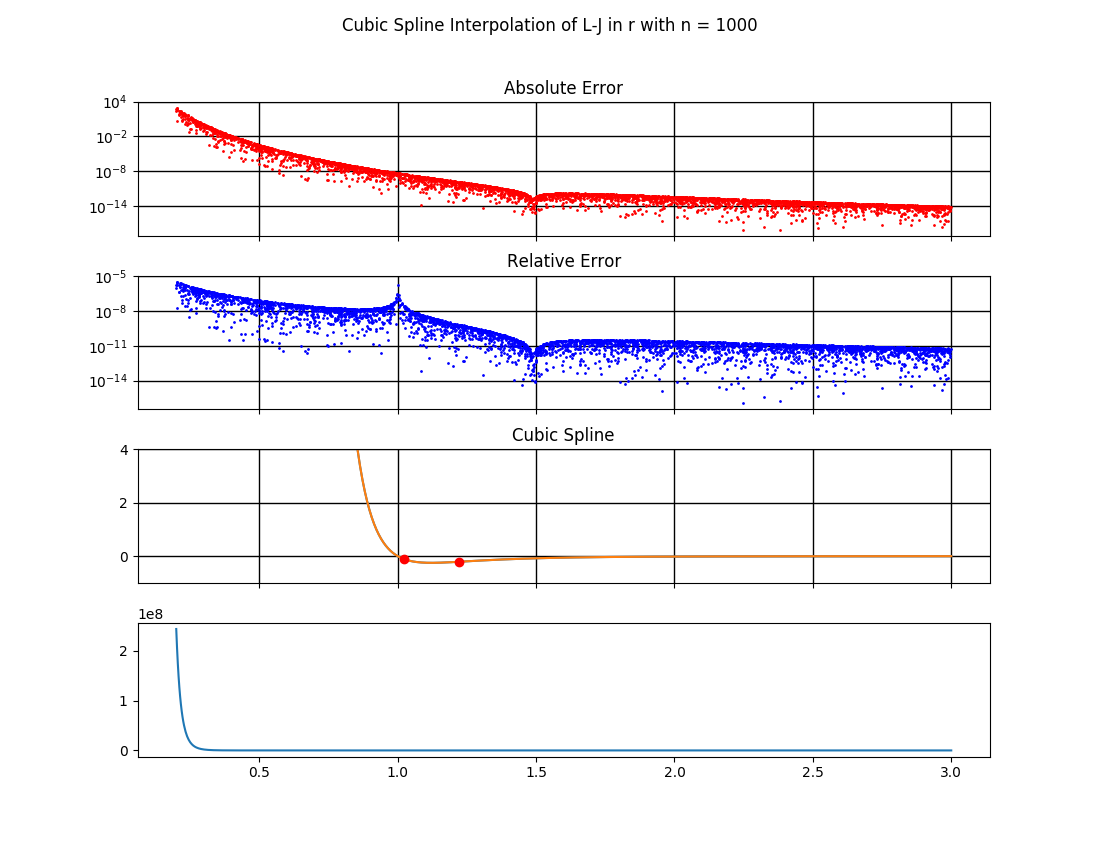 Cubic Spline Interpolation of L-J in r with n = 1000
Absolute Error
10⁴
10⁻²
10⁻⁸
10⁻¹⁴
Relative Error
10⁻⁵
10⁻⁸
10⁻¹¹
10⁻¹⁴
Cubic Spline
4
2
0
1e8
2
1
0
0.5 1.0 1.5 2.0 2.5 3.0